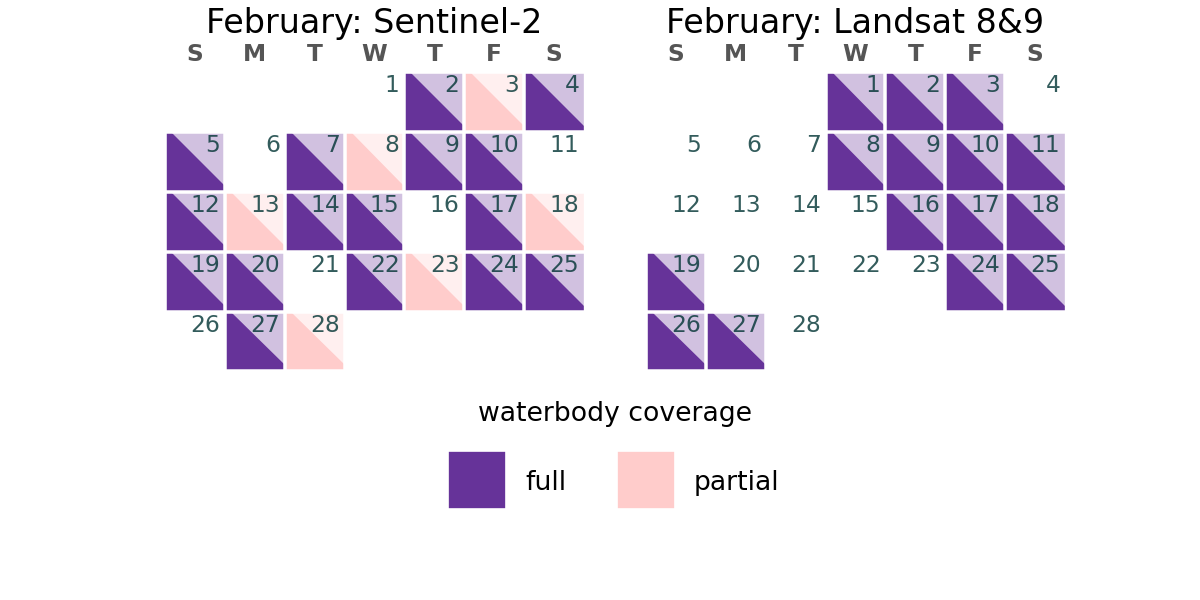 February: Sentinel-2
S M T W T F S
1 2 3 4
5 6 7 8 9 10 11
12 13 14 15 16 17 18
19 20 21 22 23 24 25
26 27 28
February: Landsat 8&9
S M T W T F S
1 2 3 4
5 6 7 8 9 10 11
12 13 14 15 16 17 18
19 20 21 22 23 24 25
26 27 28
waterbody coverage
full partial